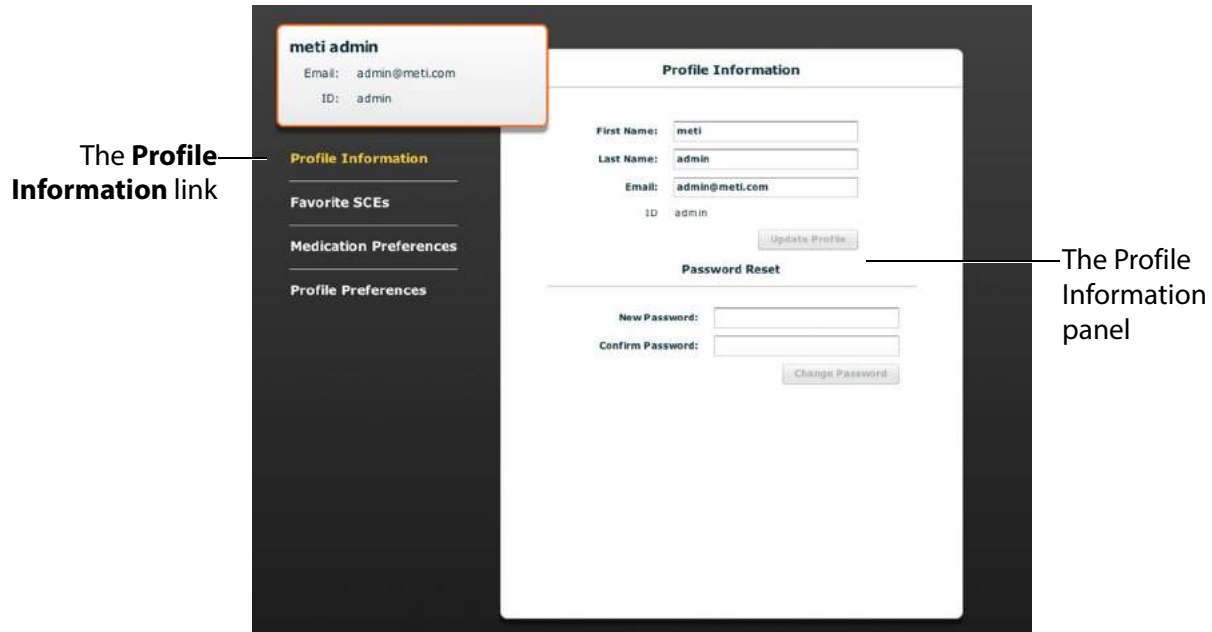 meti admin
Email: admin@meti.com
ID: admin
The Profile
Information link
Profile Information
Favorite SCEs
Medication Preferences
Profile Preferences
Profile Information
First Name: meti
Last Name: admin
Email: admin@meti.com
ID admin
Update Profile
Password Reset
New Password:
Confirm Password:
Change Password
The Profile
Information
panel